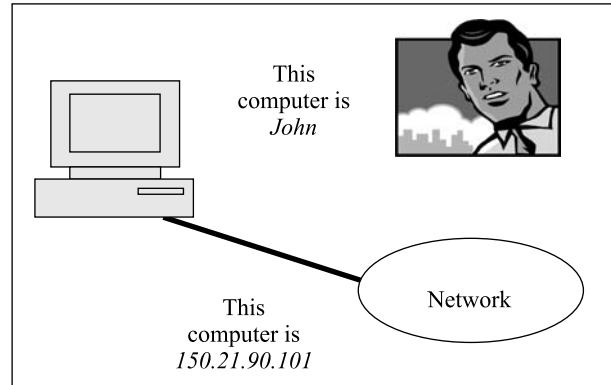 This
computer is
John
Network
This
computer is
150.21.90.101